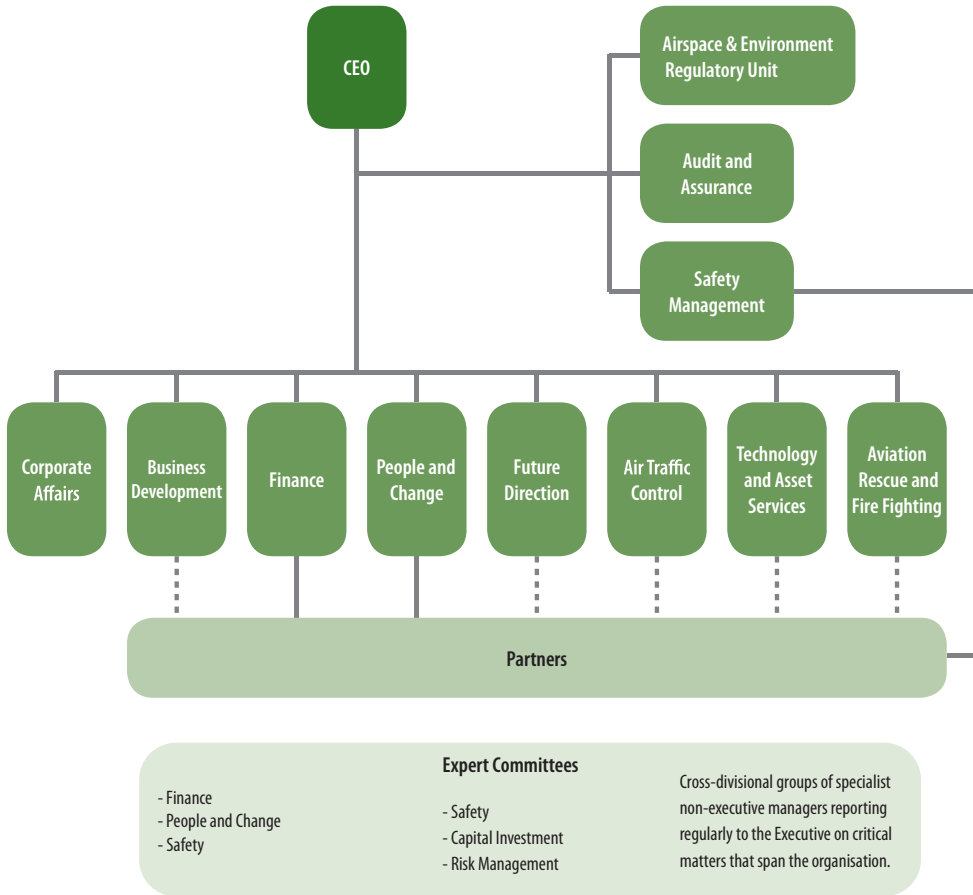 CEO
Airspace & Environment
Regulatory Unit
Audit and
Assurance
Safety
Management
Corporate
Affairs
Business
Development
Finance
People and
Change
Future
Direction
Air Traffic
Control
Technology
and Asset
Services
Aviation
Rescue and
Fire Fighting
Partners
- Finance
- People and Change
- Safety
Expert Committees
- Safety
- Capital Investment
- Risk Management
Cross-divisional groups of specialist
non-executive managers reporting
regularly to the Executive on critical
matters that span the organisation.